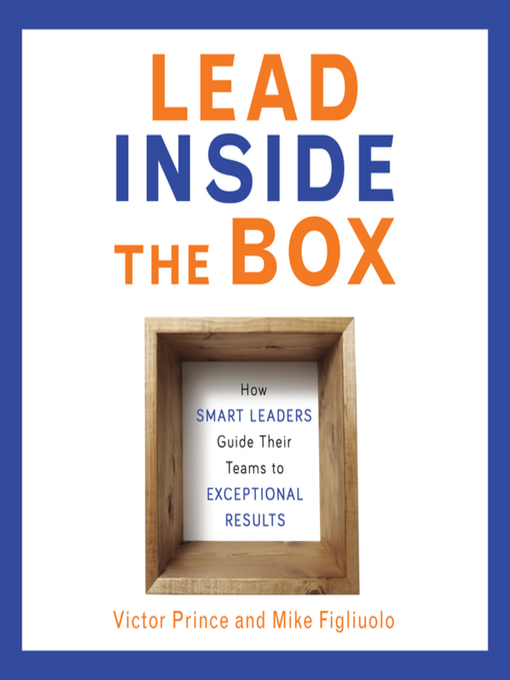 LEAD
INSIDE
THE BOX
How
SMART LEADERS
Guide Their
Teams to
EXCEPTIONAL
RESULTS
Victor Prince and Mike Figliuolo